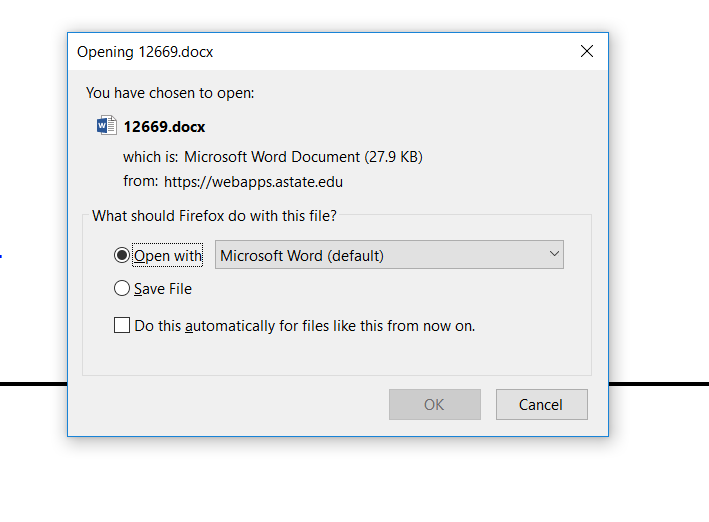 Opening 12669.docx
You have chosen to open:
12669.docx
which is: Microsoft Word Document (27.9 KB)
from: https://webapps.astate.edu
What should Firefox do with this file?
Open with Microsoft Word (default)
Save File
Do this automatically for files like this from now on.
OK Cancel